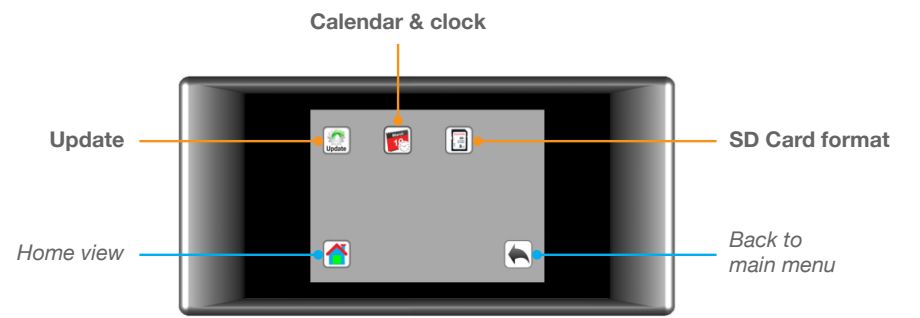 Calendar & clock
Update
SD Card format
Update
Home view
Back to
main menu